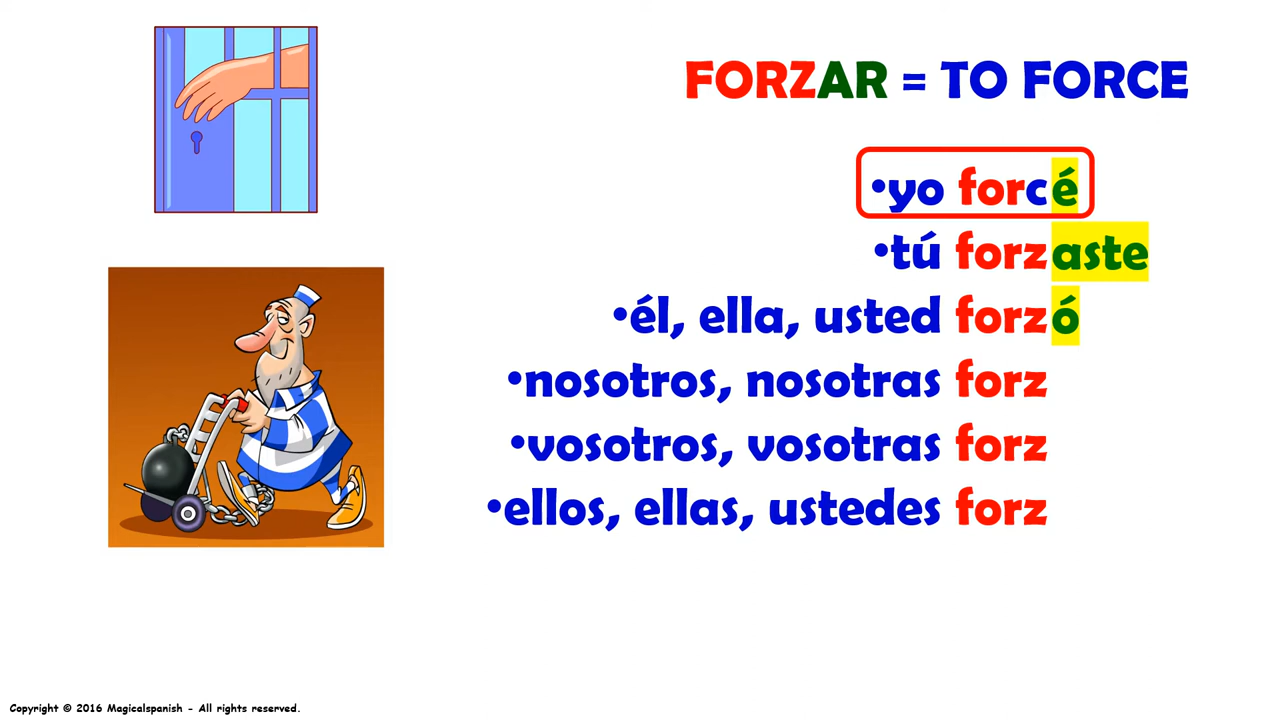 FORZAR = TO FORCE
•yo forcé
•tú forzaste
•él, ella, usted forzó
•nosotros, nosotras forz
•vosotros, vosotras forz
•ellos, ellas, ustedes forz
Copyright © 2016 Magicalspanish - All rights reserved.